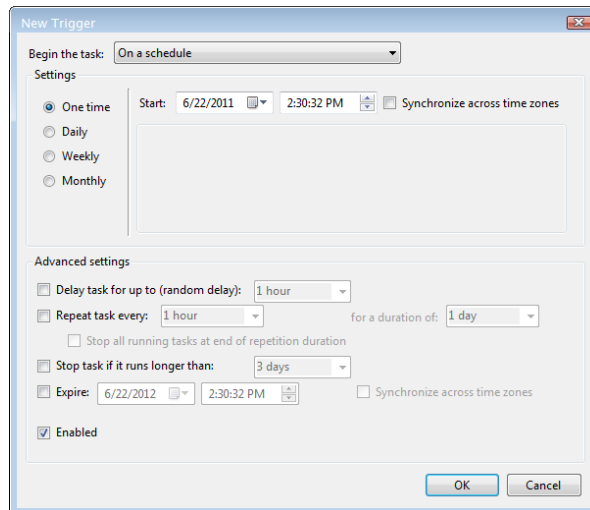 New Trigger
Begin the task: On a schedule
Settings
One time
Start: 6/22/2011 2:30:32 PM Synchronize across time zones
Daily
Weekly
Monthly
Advanced settings
Delay task for up to (random delay): 1 hour
Repeat task every: 1 hour for a duration of: 1 day
Stop all running tasks at end of repetition duration
Stop task if it runs longer than: 3 days
Expire: 6/22/2012 2:30:32 PM Synchronize across time zones
Enabled
OK Cancel